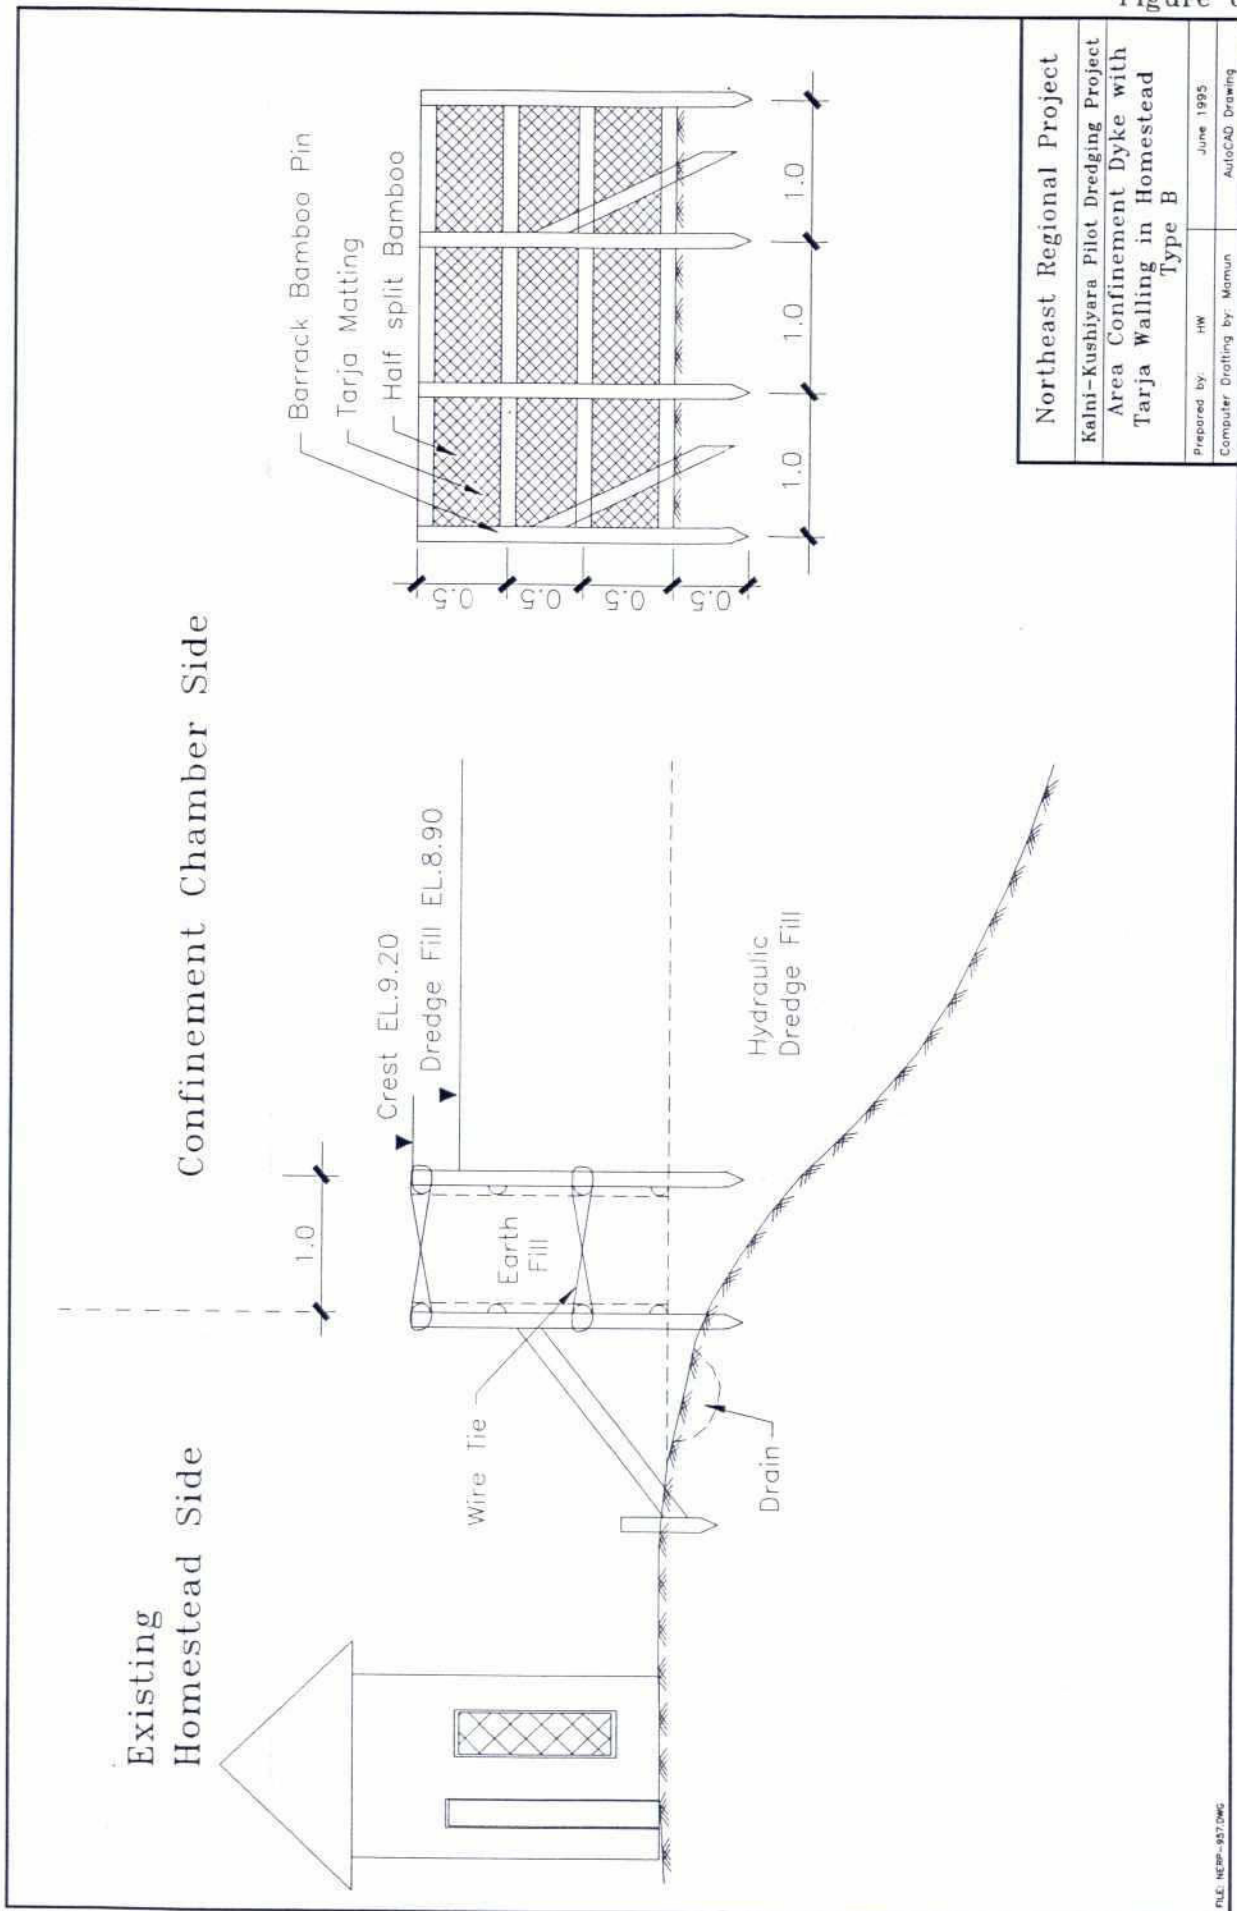 Existing
Homestead Side
Confinement Chamber Side
1.0
Crest EL.9.20
Dredge Fill EL.8.90
Earth
Fill
Wire Tie
Drain
Hydraulic
Dredge Fill
Barrack Bamboo Pin
Tarja Matting
Half split Bamboo
0.5
0.5
0.5
0.5
1.0
1.0
1.0
Northeast Regional Project
Kalni-Kushiyara Pilot Dredging Project
Area Confinement Dyke with
Tarja Walling in Homestead
Type B
Prepared by: HW
June 1995
Computer Drafting by: Mamun
AutoCAD Drawing
FILE: NERP-957.DWG
Figure